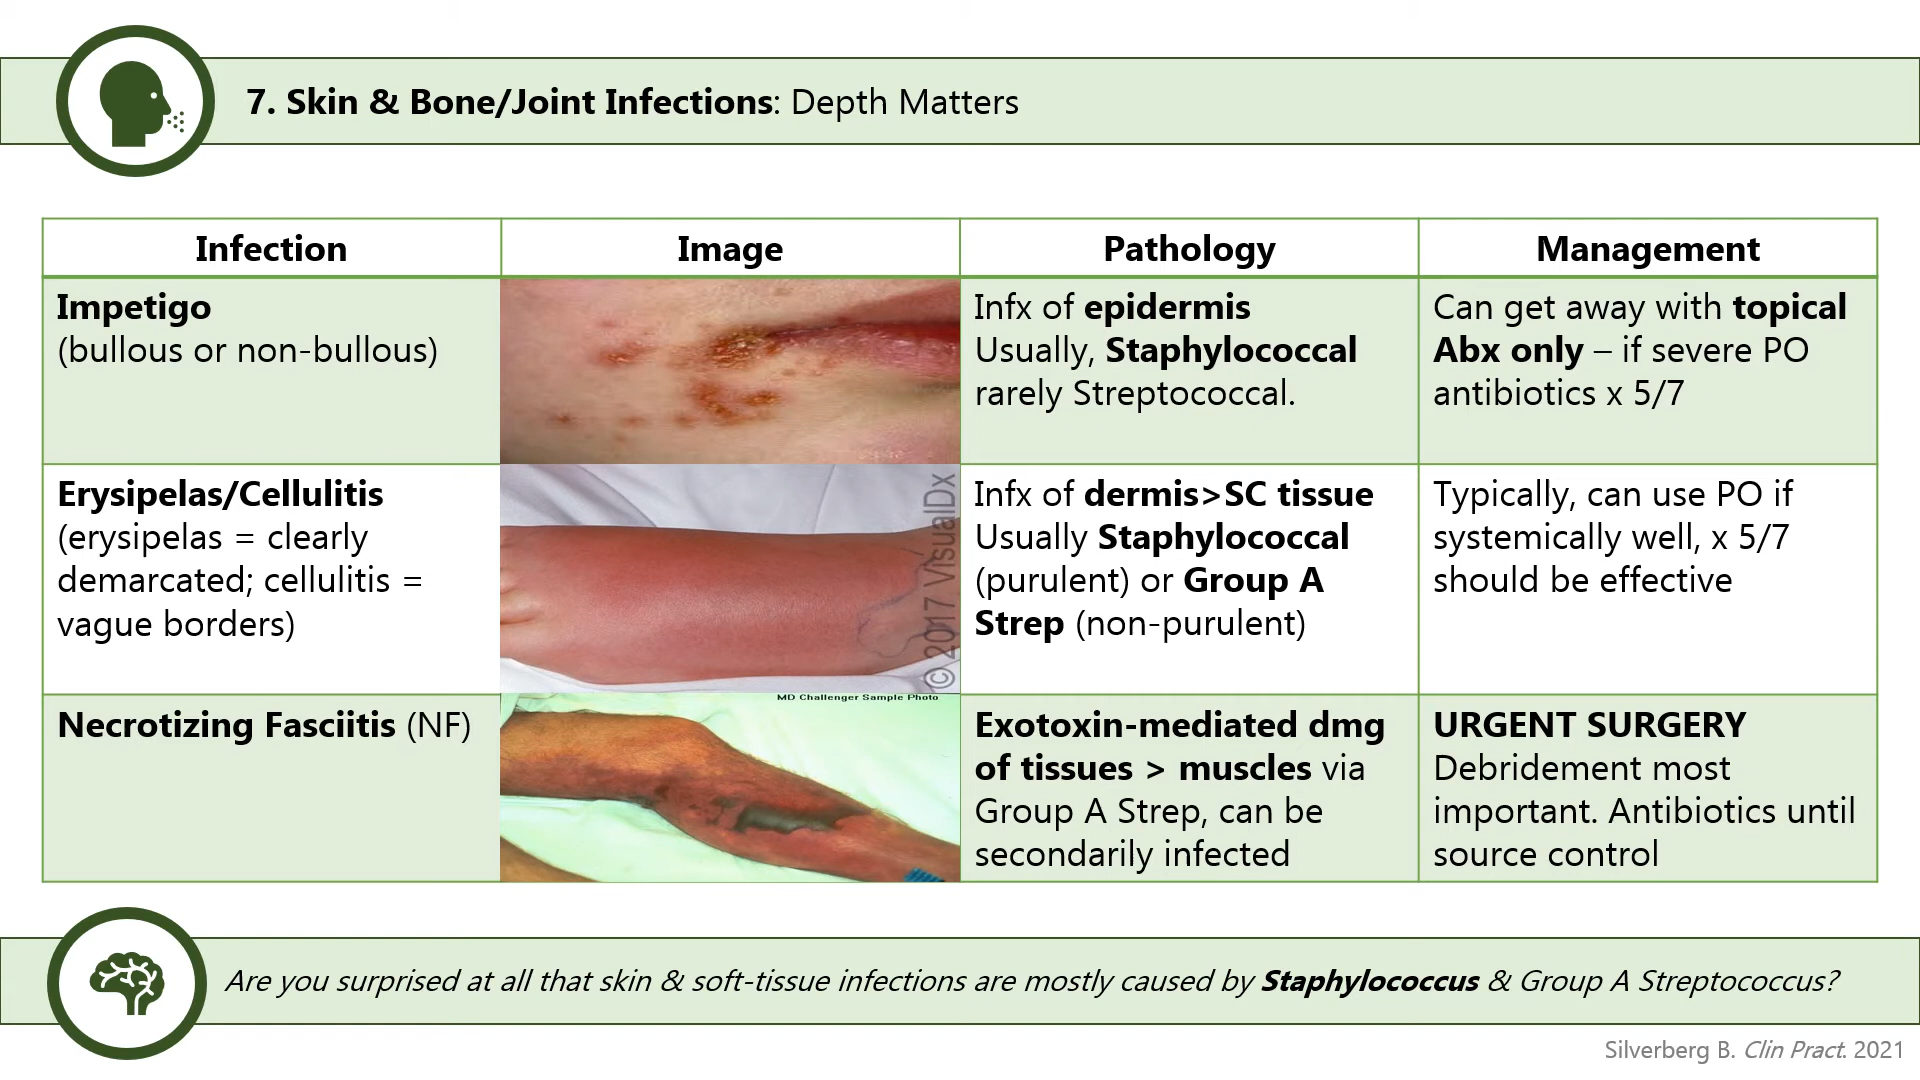 7. Skin & Bone/Joint Infections: Depth Matters
Infection
Image
Pathology
Management
Impetigo
(bullous or non-bullous)
Infx of epidermis
Usually, Staphylococcal
rarely Streptococcal.
Can get away with topical
Abx only – if severe PO
antibiotics x 5/7
Erysipelas/Cellulitis
(erysipelas = clearly
demarcated; cellulitis =
vague borders)
© 2017 VisualDx
Infx of dermis>SC tissue
Usually Staphylococcal
(purulent) or Group A
Strep (non-purulent)
Typically, can use PO if
systemically well, x 5/7
should be effective
Necrotizing Fasciitis (NF)
MD Challenger Sample Photo
Exotoxin-mediated dmg
of tissues > muscles via
Group A Strep, can be
secondarily infected
URGENT SURGERY
Debridement most
important. Antibiotics until
source control
Are you surprised at all that skin & soft-tissue infections are mostly caused by Staphylococcus & Group A Streptococcus?
Silverberg B. Clin Pract. 2021